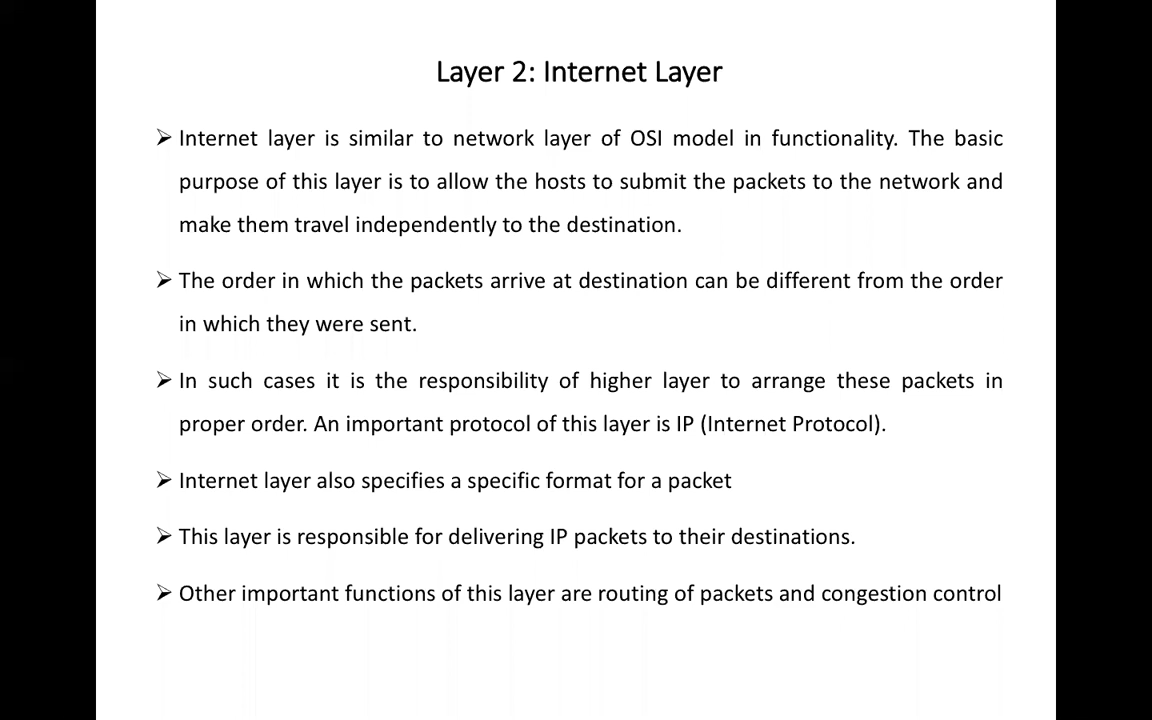 Layer 2: Internet Layer
➢ Internet layer is similar to network layer of OSI model in functionality. The basic
purpose of this layer is to allow the hosts to submit the packets to the network and
make them travel independently to the destination.
➢ The order in which the packets arrive at destination can be different from the order
in which they were sent.
➢ In such cases it is the responsibility of higher layer to arrange these packets in
proper order. An important protocol of this layer is IP (Internet Protocol).
➢ Internet layer also specifies a specific format for a packet
➢ This layer is responsible for delivering IP packets to their destinations.
➢ Other important functions of this layer are routing of packets and congestion control